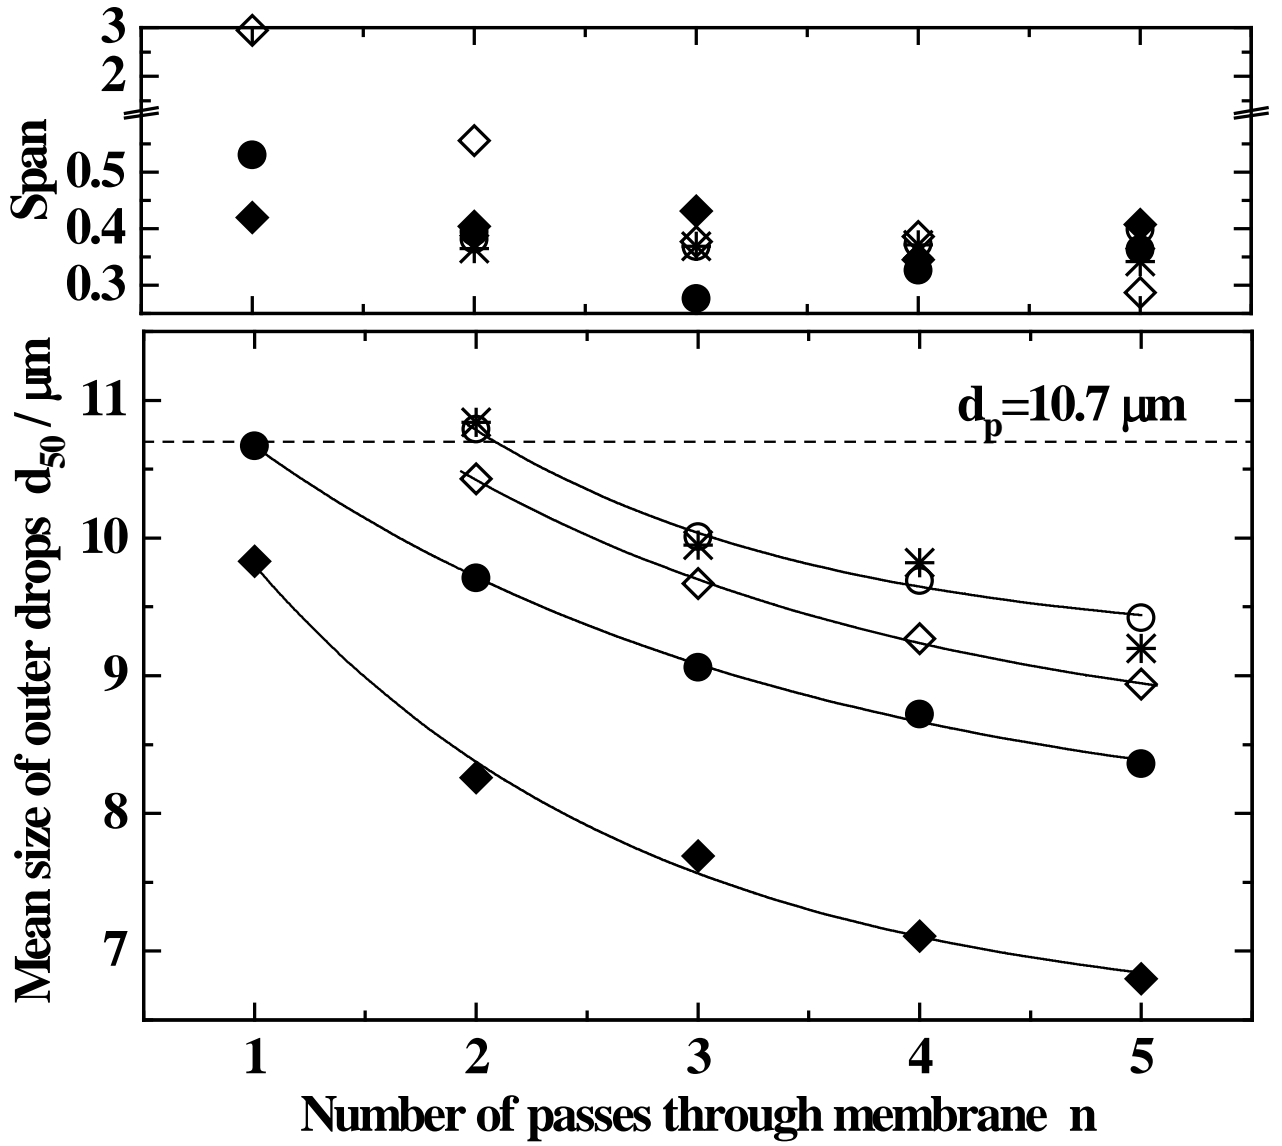 3
2
0.5
0.4
0.3
Span
11
10
9
8
7
Mean size of outer drops d50 / μm
dp=10.7 μm
1 2 3 4 5
Number of passes through membrane n